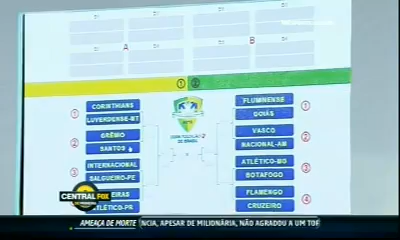 A
B
①
②
CORINTHIANS
LUVERDENSE-MT
①
GRÊMIO
SANTOS
②
INTERNACIONAL
SALGUEIRO-PE
③
EIRAS
ATLÉTICO-PR
FLUMINENSE
GOIÁS
①
VASCO
NACIONAL-AM
②
ATLÉTICO-MG
BOTAFOGO
③
FLAMENGO
CRUZEIRO
④
CENTRAL FOX
AMEAÇA DE MORTE
NCIA, APESAR DE MILIONÁRIA, NÃO AGRADOU A UM TOR